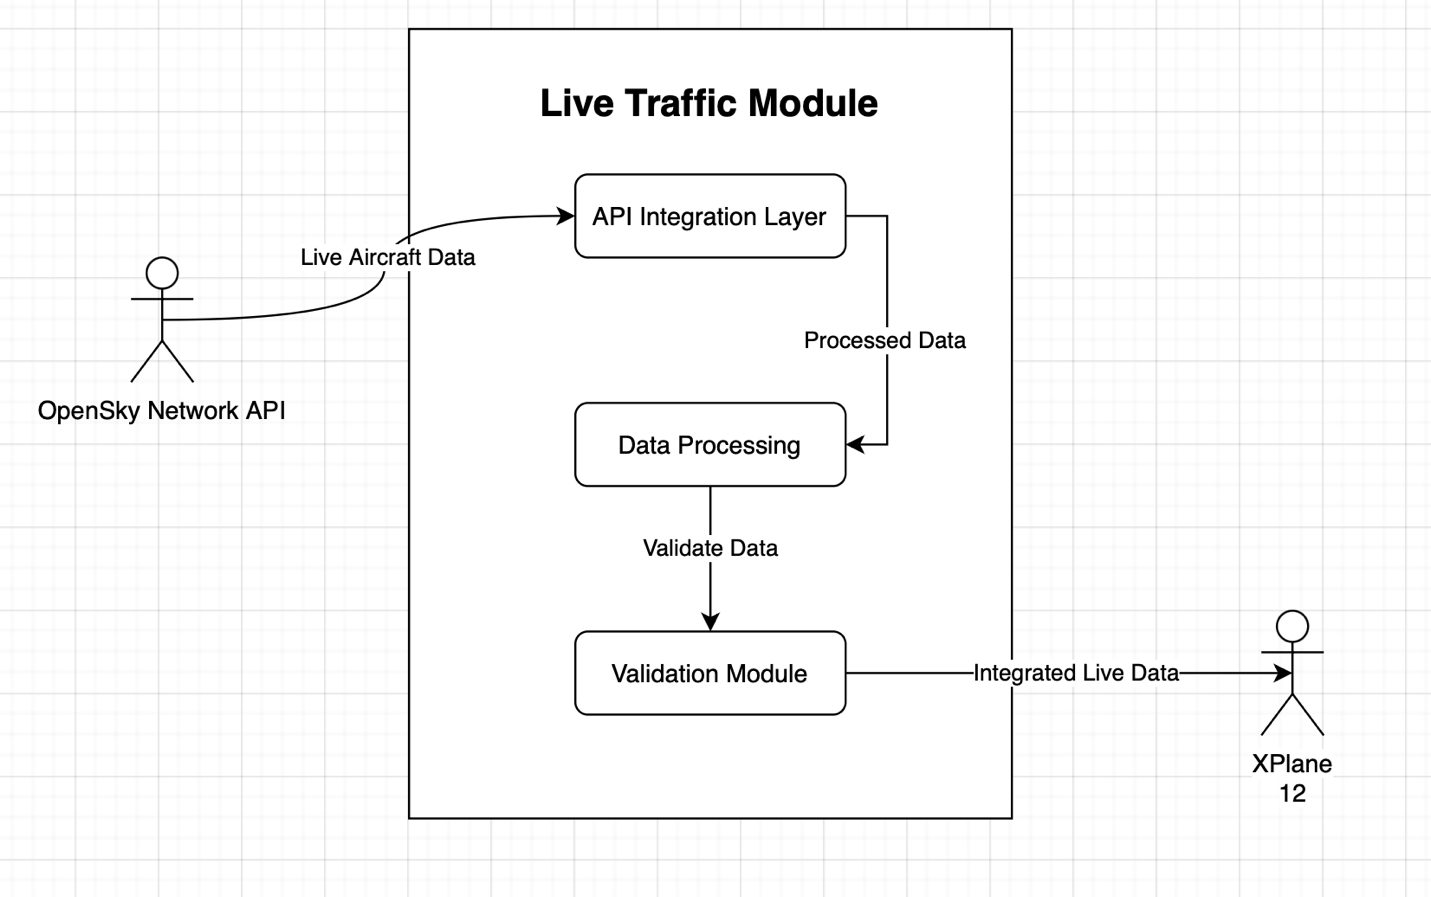 Live Traffic Module
API Integration Layer
Live Aircraft Data
Processed Data
OpenSky Network API
Data Processing
Validate Data
Validation Module
Integrated Live Data
XPlane
12